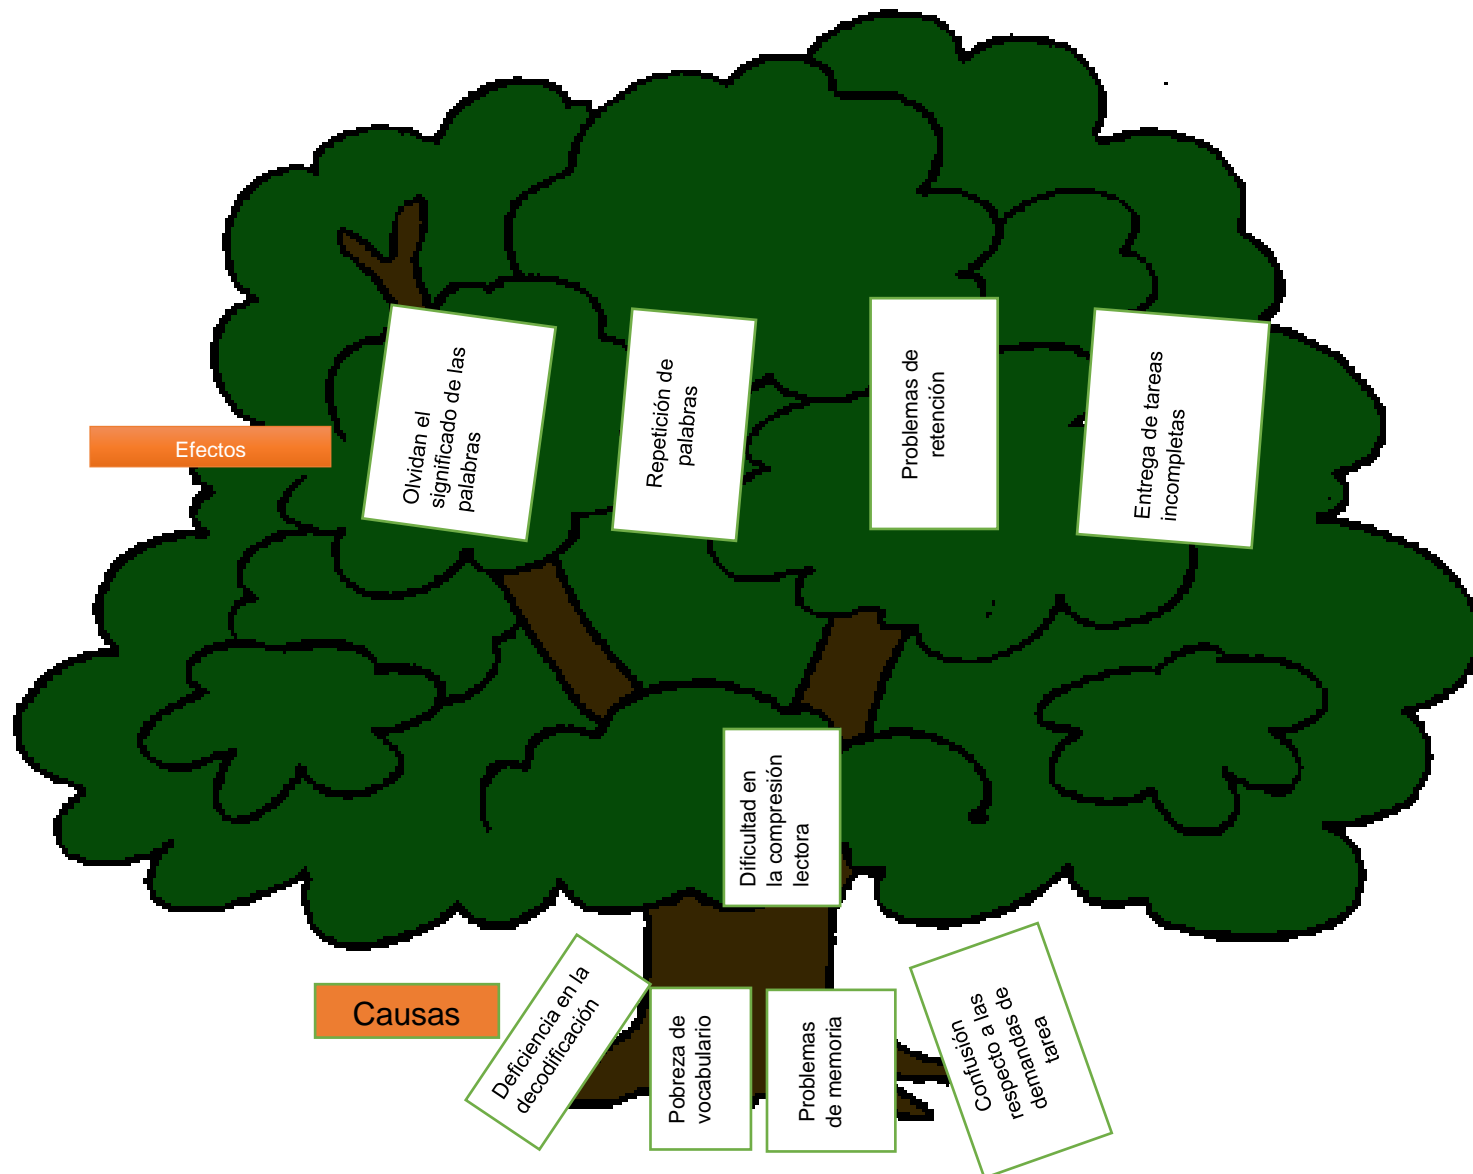 Efectos
Olvidan el
significado de las
palabras
Repetición de
palabras
Problemas de
retención
Entrega de tareas
incompletas
Dificultad en
la compresión
lectora
Causas
Deficiencia en la
decodificación
Pobreza de
vocabulario
Problemas
de memoria
Confusión
respecto a las
demandas de
tarea